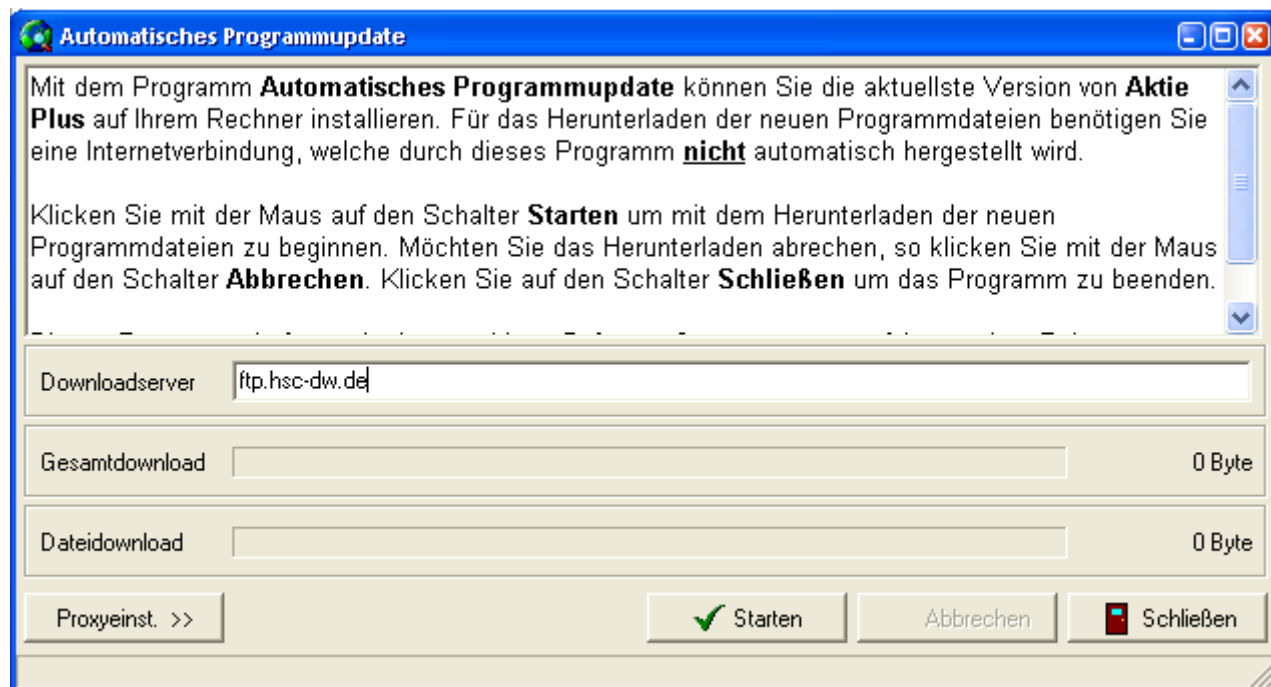 Automatisches Programmupdate
Mit dem Programm Automatisches Programmupdate können Sie die aktuellste Version von Aktie
Plus auf Ihrem Rechner installieren. Für das Herunterladen der neuen Programmdateien benötigen Sie
eine Internetverbindung, welche durch dieses Programm nicht automatisch hergestellt wird.
Klicken Sie mit der Maus auf den Schalter Starten um mit dem Herunterladen der neuen
Programmdateien zu beginnen. Möchten Sie das Herunterladen abrechen, so klicken Sie mit der Maus
auf den Schalter Abbrechen. Klicken Sie auf den Schalter Schließen um das Programm zu beenden.
Downloadserver ftp.hsc-dw.de
Gesamtdownload 0 Byte
Dateidownload 0 Byte
Proxyeinst. >> Starten Abbrechen Schließen